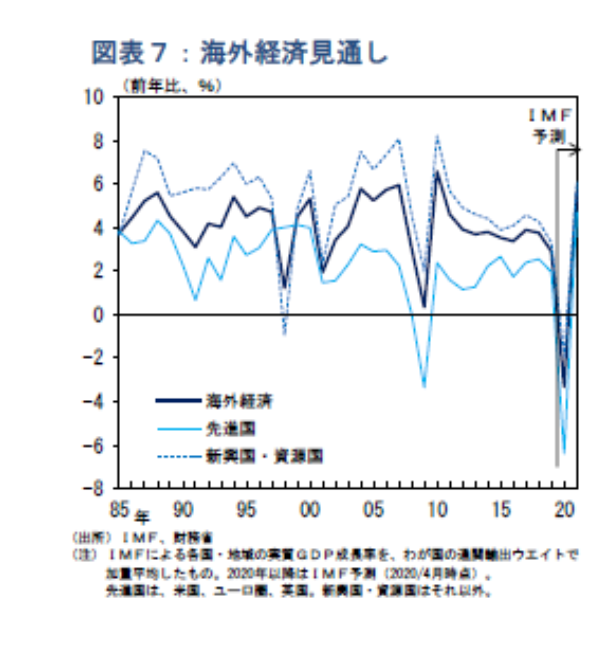 図表７：海外経済見通し
（前年比、％）
10
8
6
4
2
0
-2
-4
-6
-8
ＩＭＦ
予測
海外経済
先進国
新興国・資源国
85 年 90 95 00 05 10 15 20
（出所）ＩＭＦ、財務省
（注）ＩＭＦによる各国・地域の実質ＧＤＰ成長率を、わが国の通関輸出ウエイトで
加重平均したもの。2020年以降はＩＭＦ予測（2020/4月時点）。
先進国は、米国、ユーロ圏、英国。新興国・資源国はそれ以外。